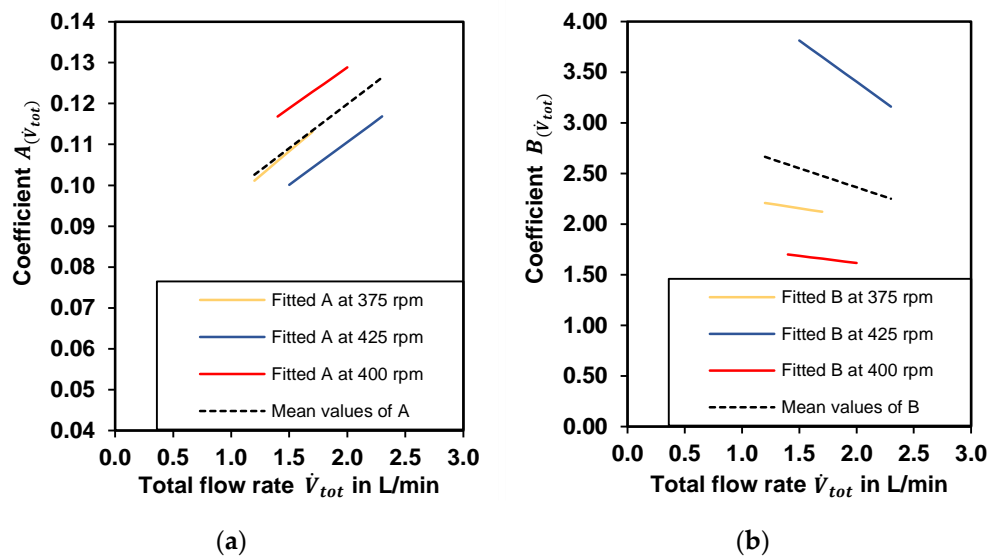 0.14
0.13
0.12
0.11
0.10
0.09
0.08
0.07
0.06
0.05
0.04
Coefficient A(V̇tot)
Fitted A at 375 rpm
Fitted A at 425 rpm
Fitted A at 400 rpm
Mean values of A
0.0 0.5 1.0 1.5 2.0 2.5 3.0
Total flow rate V̇tot in L/min
(a)
4.00
3.50
3.00
2.50
2.00
1.50
1.00
0.50
0.00
Coefficient B(V̇tot)
Fitted B at 375 rpm
Fitted B at 425 rpm
Fitted B at 400 rpm
Mean values of B
0.0 0.5 1.0 1.5 2.0 2.5 3.0
Total flow rate V̇tot in L/min
(b)